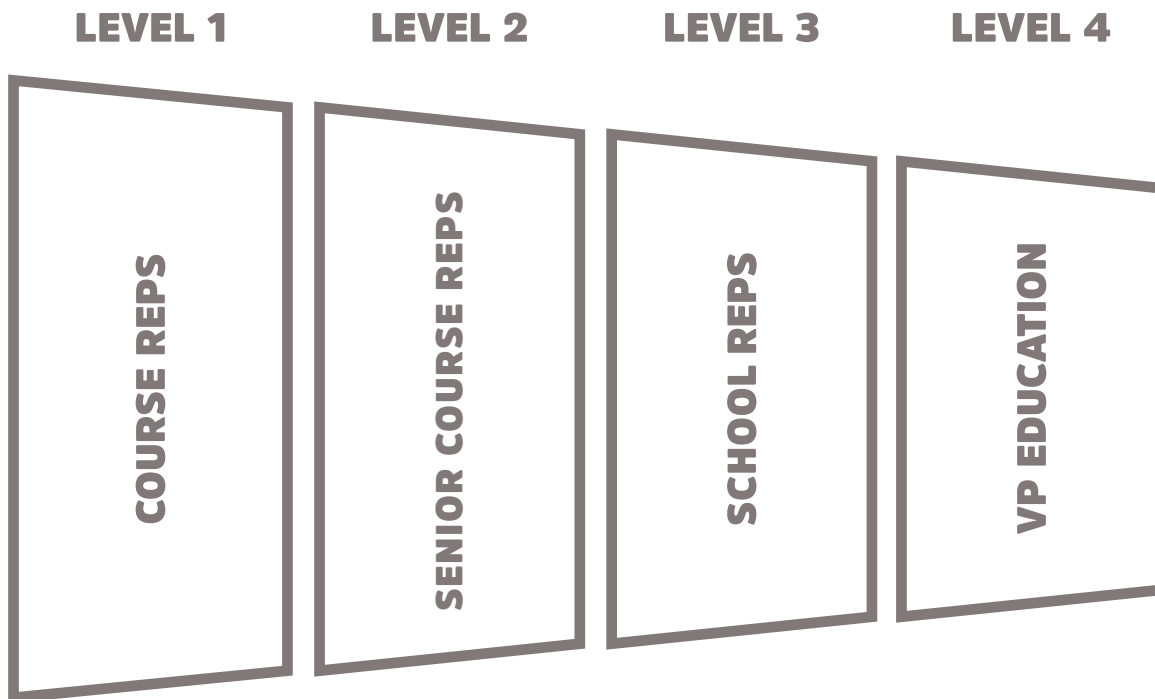 LEVEL 1
LEVEL 2
LEVEL 3
LEVEL 4
COURSE REPS
SENIOR COURSE REPS
SCHOOL REPS
VP EDUCATION